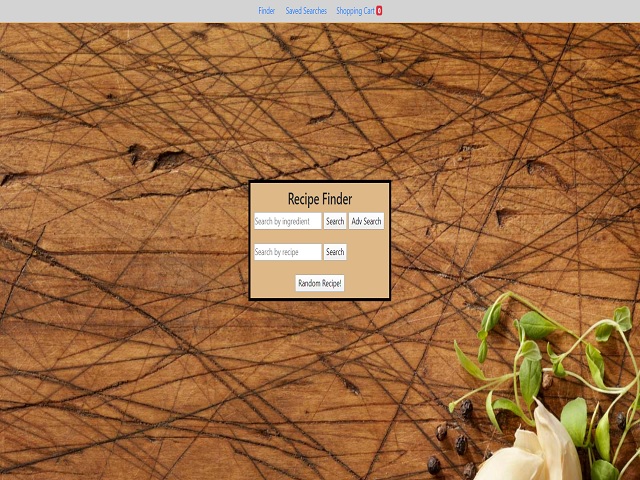 Finder Saved Searches Shopping Cart 0
Recipe Finder
Search by ingredient Search Adv Search
Search by recipe Search
Random Recipe!